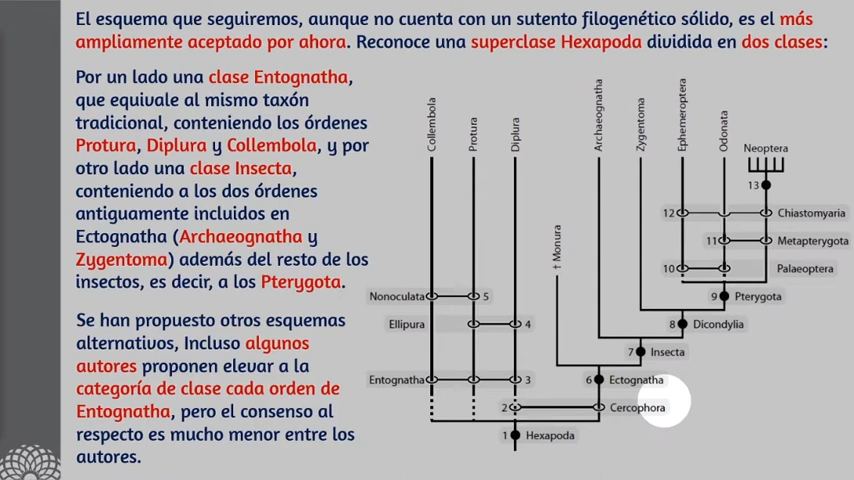 El esquema que seguiremos, aunque no cuenta con un sutento filogenético sólido, es el más
ampliamente aceptado por ahora. Reconoce una superclase Hexapoda dividida en dos clases:
Por un lado una clase Entognatha,
que equivale al mismo taxón
tradicional, conteniendo los órdenes
Protura, Diplura y Collembola, y por
otro lado una clase Insecta,
conteniendo a los dos órdenes
antiguamente incluidos en
Ectognatha (Archaeognatha y
Zygentoma) además del resto de los
insectos, es decir, a los Pterygota.
Se han propuesto otros esquemas
alternativos, Incluso algunos
autores proponen elevar a la
categoría de clase cada orden de
Entognatha, pero el consenso al
respecto es mucho menor entre los
autores.
Collembola
Protura
Diplura
† Monura
Archaeognatha
Zygentoma
Ephemeroptera
Odonata
Neoptera
13
12 Chiastomyaria
11 Metapterygota
10 Palaeoptera
Nonoculata 5
9 Pterygota
Ellipura 4
8 Dicondylia
7 Insecta
Entognatha 3
6 Ectognatha
2 Cercophora
1 Hexapoda